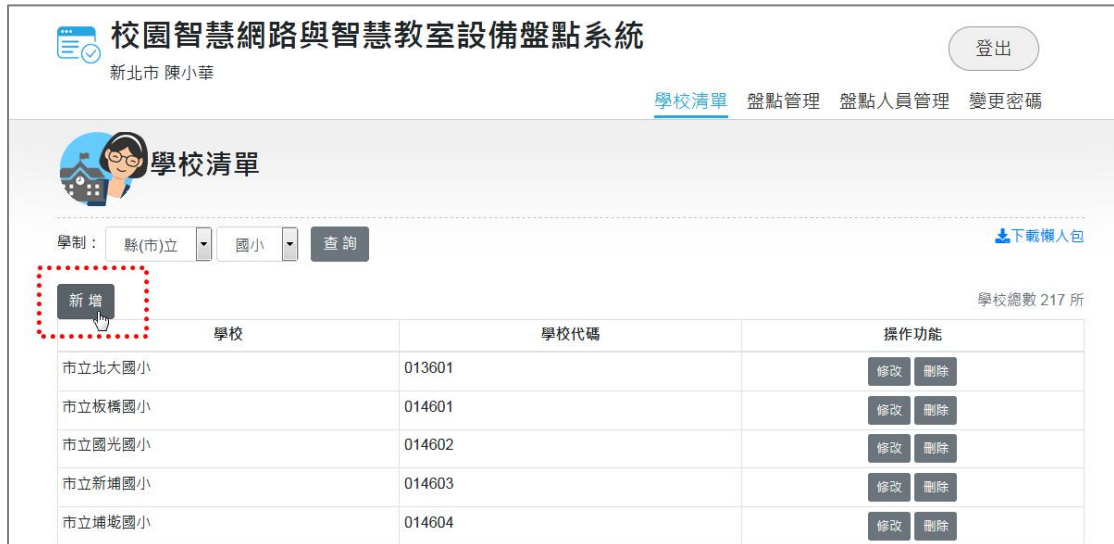 校園智慧網路與智慧教室設備盤點系統
登出
新北市 陳小華
學校清單 盤點管理 盤點人員管理 變更密碼
學校清單
學制： 縣(市)立 國小 查 詢
下載懶人包
新 增
學校總數 217 所
學校 學校代碼 操作功能
市立北大國小 013601 修改 刪除
市立板橋國小 014601 修改 刪除
市立國光國小 014602 修改 刪除
市立新埔國小 014603 修改 刪除
市立埔墘國小 014604 修改 刪除